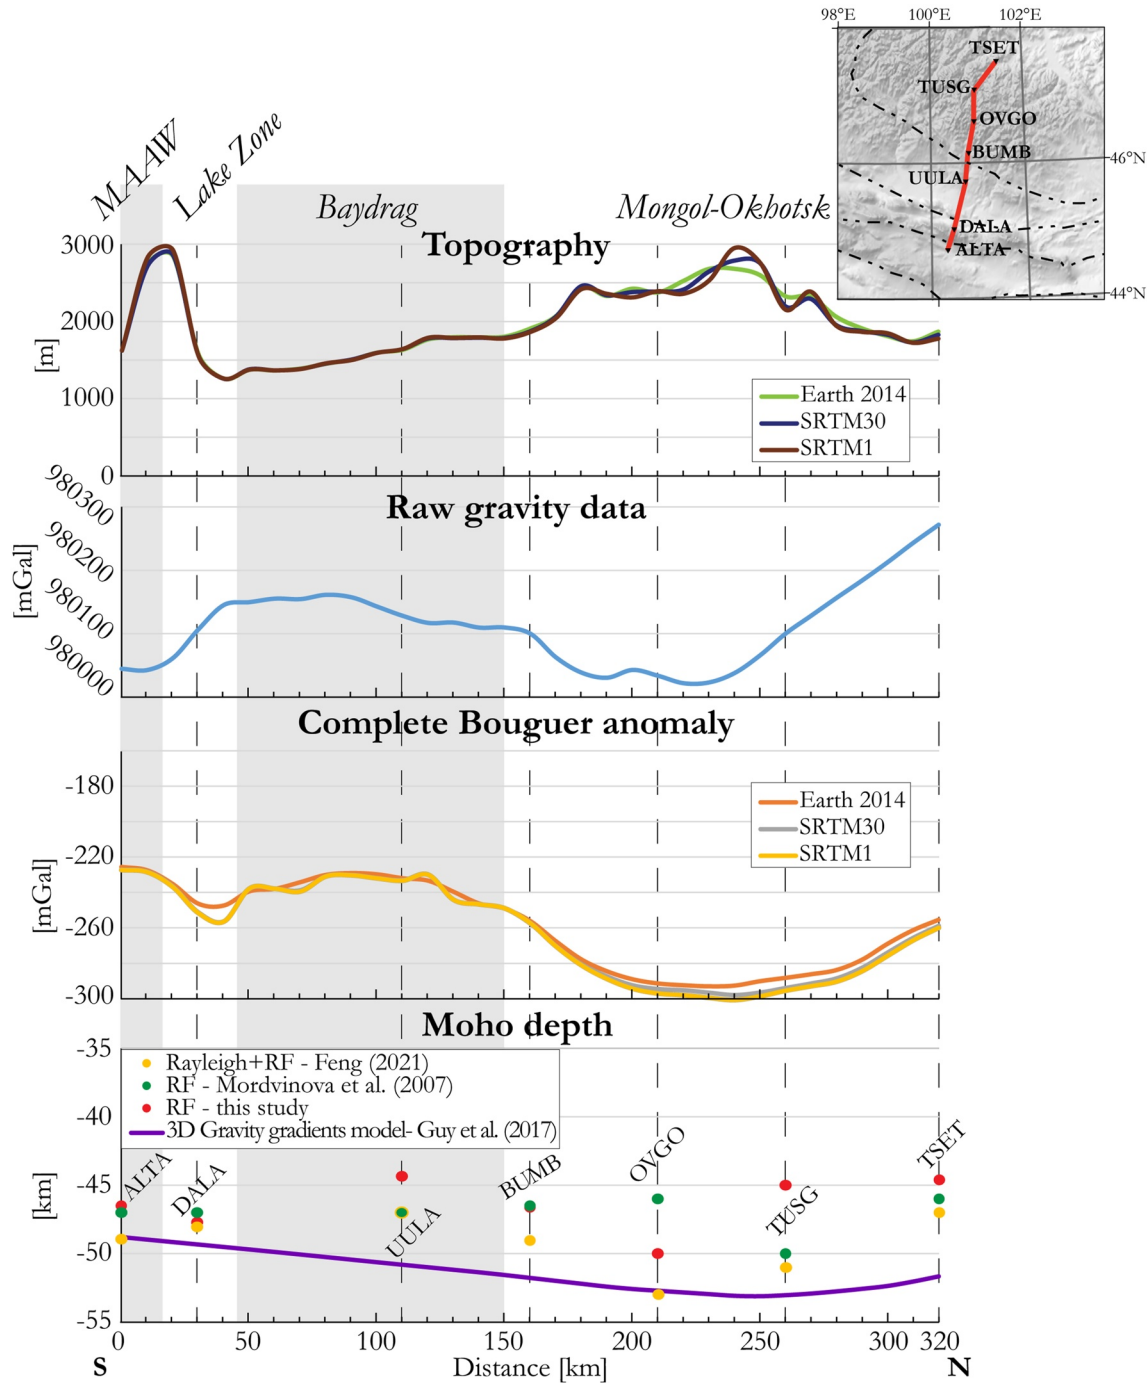 98°E 100°E 102°E
TSET
TUSG
OVGO
BUMB
46°N
UULA
DALA
ALTA
44°N
MAAW
Lake Zone
Baydrag
Mongol-Okhotsk
Topography
3000
2000
1000
0
[m]
Earth 2014
SRTM30
SRTM1
Raw gravity data
980300
980200
980100
980000
[mGal]
Complete Bouguer anomaly
-180
-220
-260
-300
[mGal]
Earth 2014
SRTM30
SRTM1
Moho depth
-35
-40
-45
-50
-55
[km]
Rayleigh+RF - Feng (2021)
RF - Mordvinova et al. (2007)
RF - this study
3D Gravity gradients model- Guy et al. (2017)
ALTA
DALA
UULA
BUMB
OVGO
TUSG
TSET
0 50 100 150 200 250 300 320
S Distance [km] N